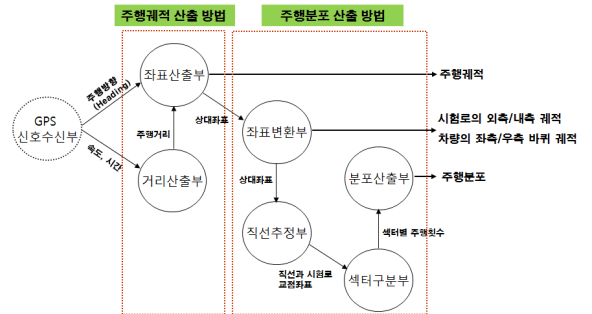 주행궤적 산출 방법
주행분포 산출 방법
주행방향
(Heading)
좌표산출부
주행궤적
GPS
신호수신부
주행거리
상대좌표
좌표변환부
시험로의 외측/내측 궤적
차량의 좌측/우측 바퀴 궤적
속도, 시간
거리산출부
상대좌표
분포산출부
주행분포
직선추정부
섹터별 주행횟수
직선과 시험로
교점좌표
섹터구분부